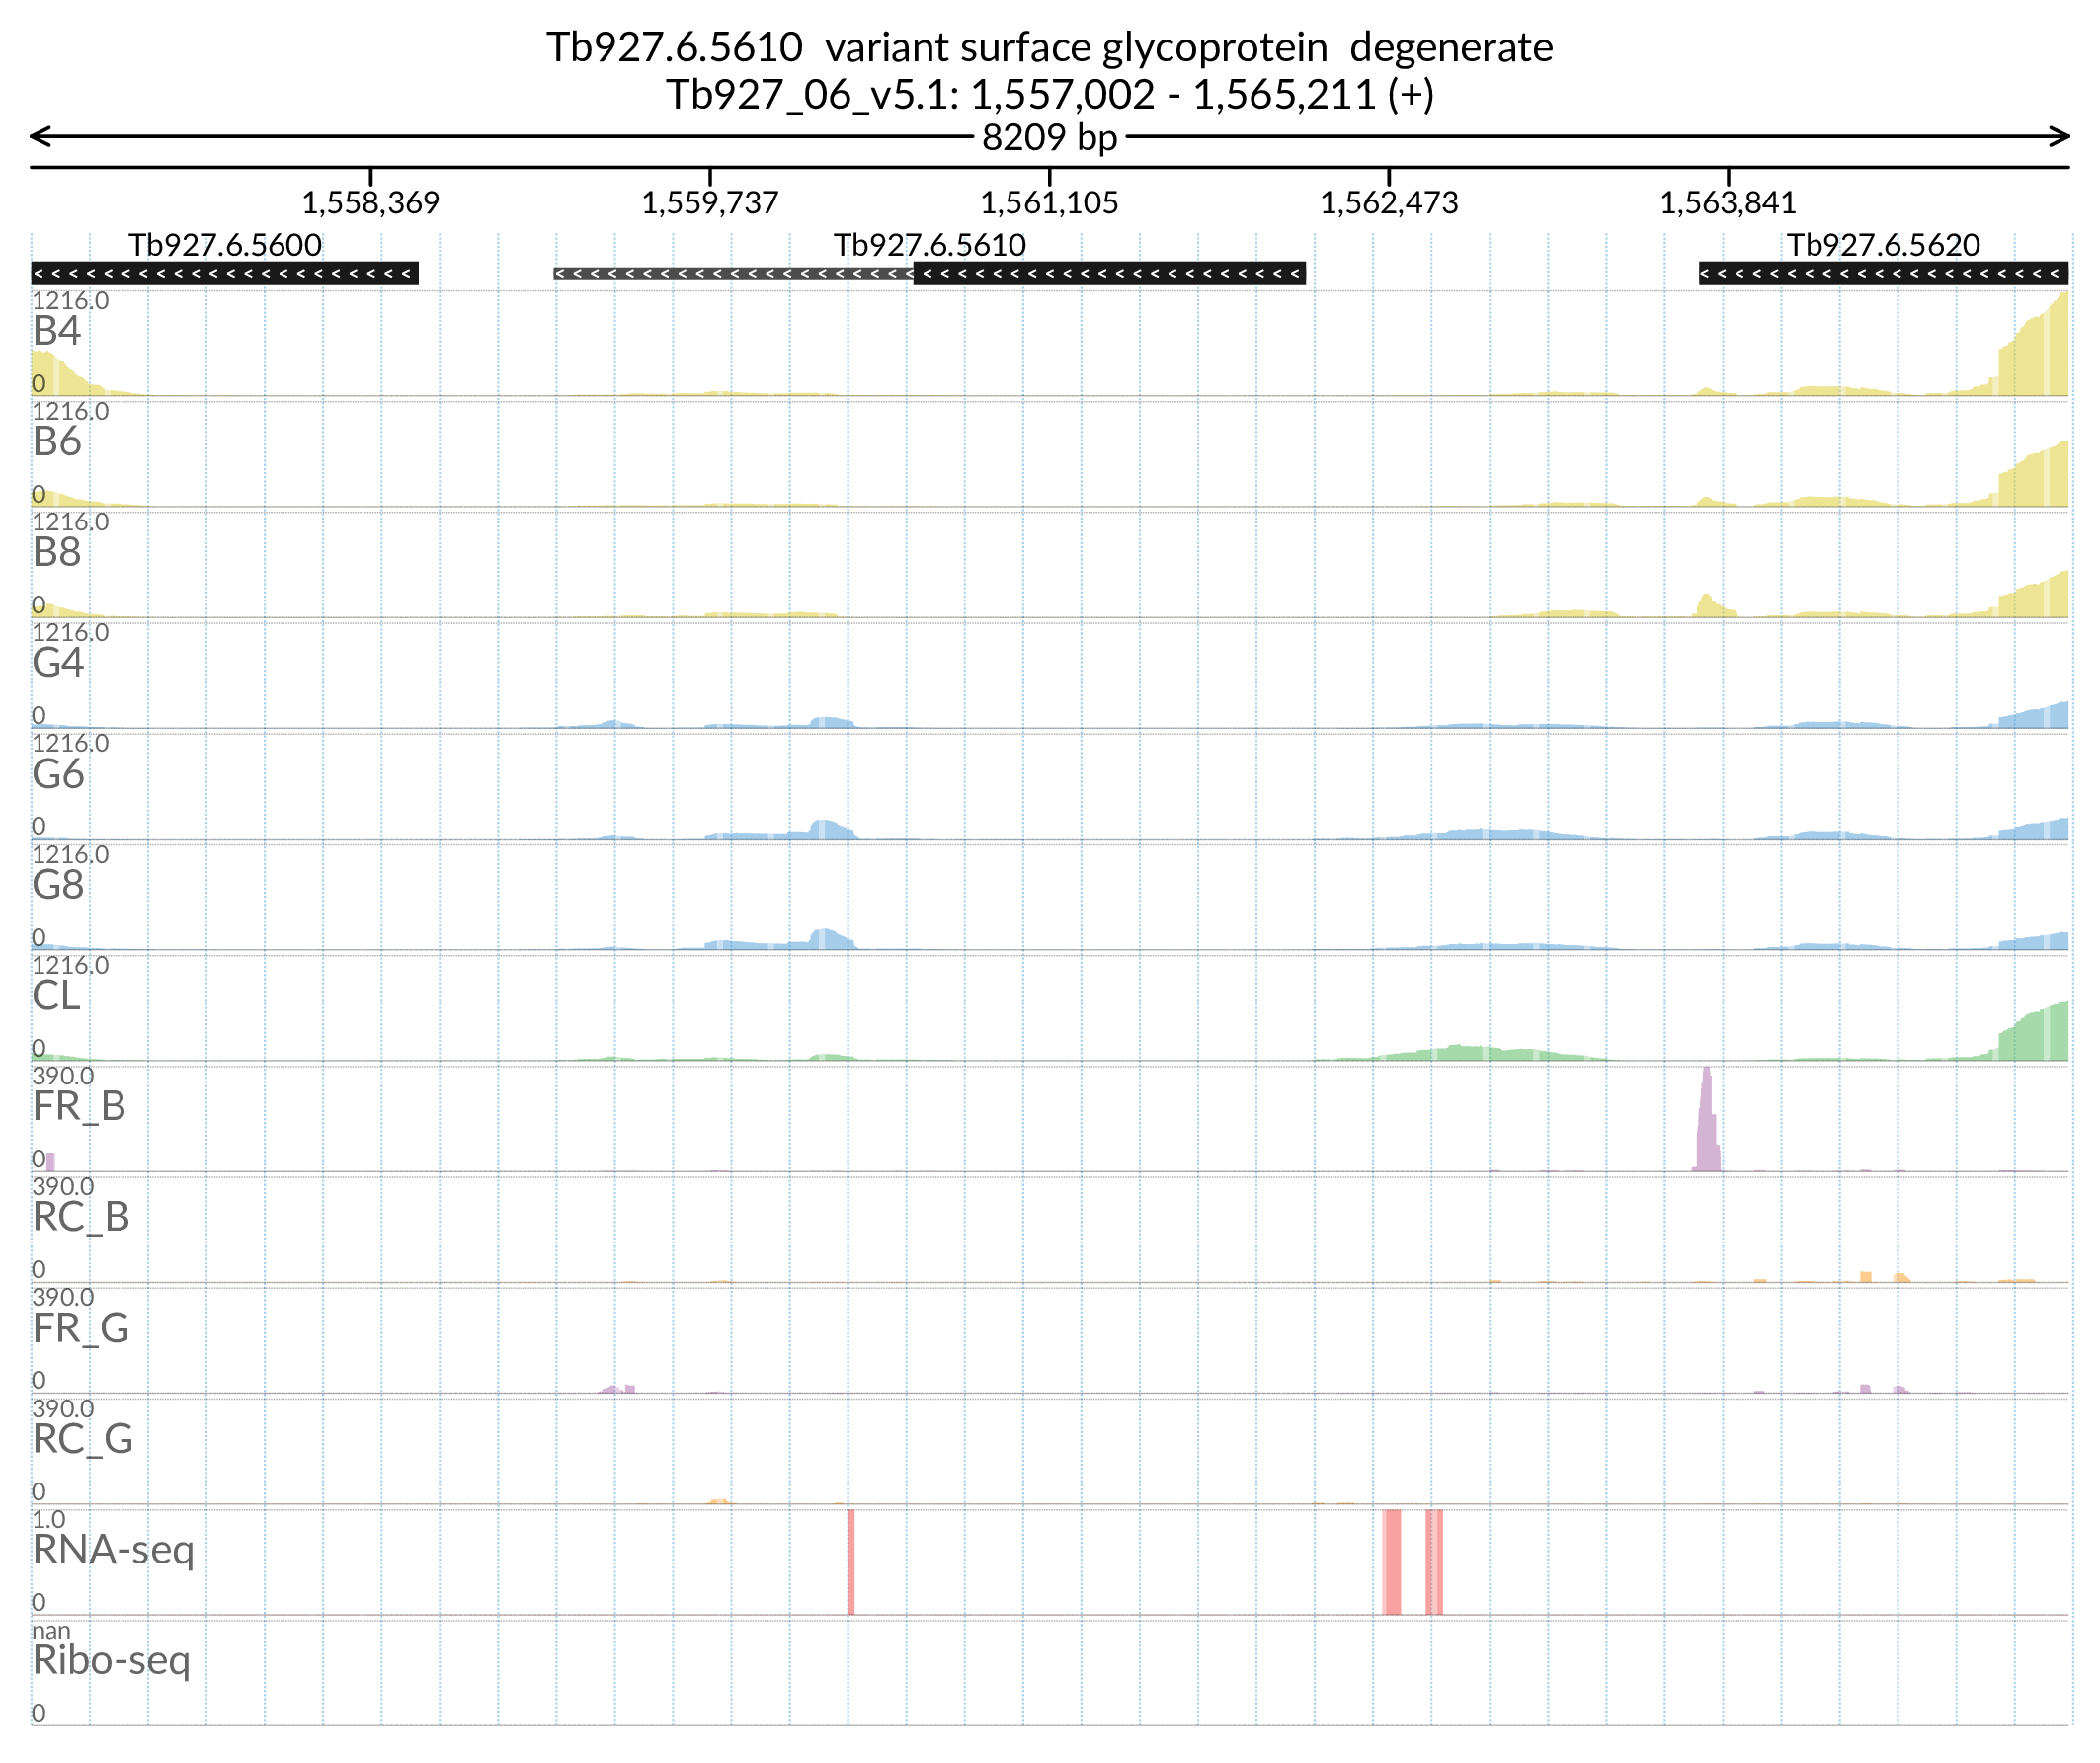 Tb927.6.5610  variant surface glycoprotein  degenerate
Tb927_06_v5.1: 1,557,002 - 1,565,211 (+)
8209 bp
1,558,369 1,559,737 1,561,105 1,562,473 1,563,841
Tb927.6.5600 Tb927.6.5610 Tb927.6.5620
1216.0
B4
0
1216.0
B6
0
1216.0
B8
0
1216.0
G4
0
1216.0
G6
0
1216.0
G8
0
1216.0
CL
0
390.0
FR_B
0
390.0
RC_B
0
390.0
FR_G
0
390.0
RC_G
0
1.0
RNA-seq
0
nan
Ribo-seq
0